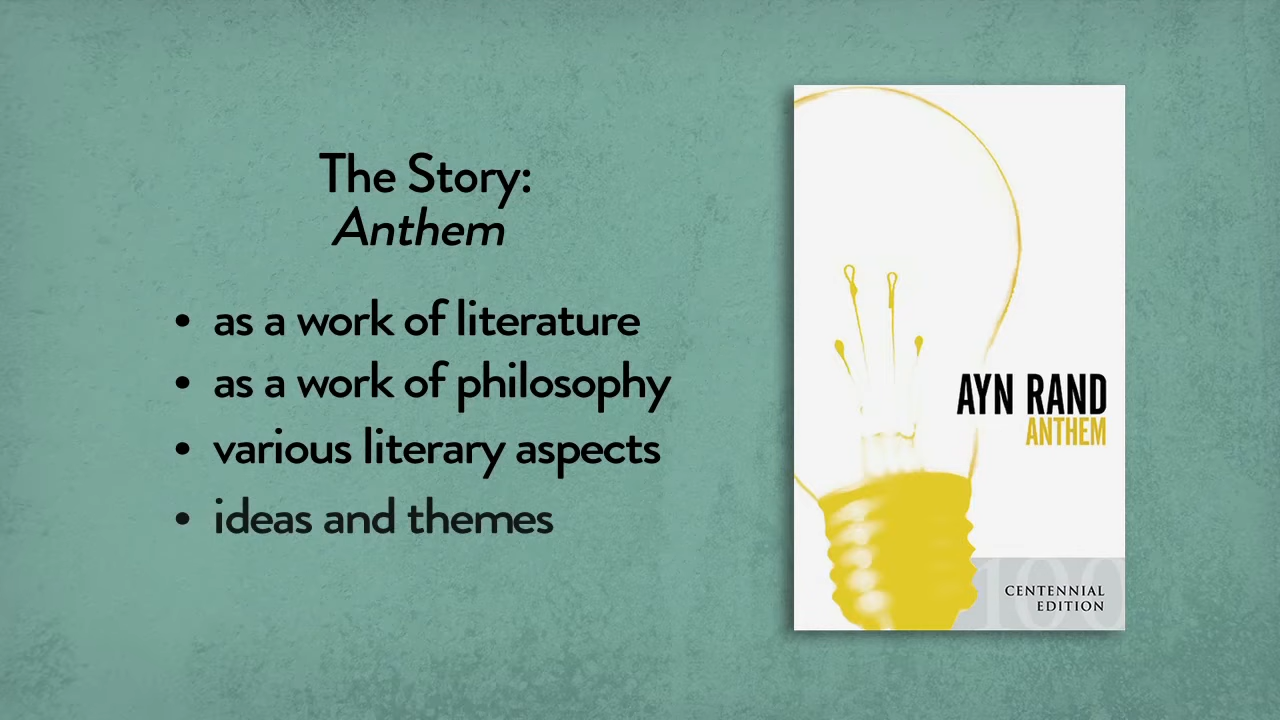 The Story:
Anthem
• as a work of literature
• as a work of philosophy
• various literary aspects
• ideas and themes
AYN RAND
ANTHEM
100
CENTENNIAL
EDITION